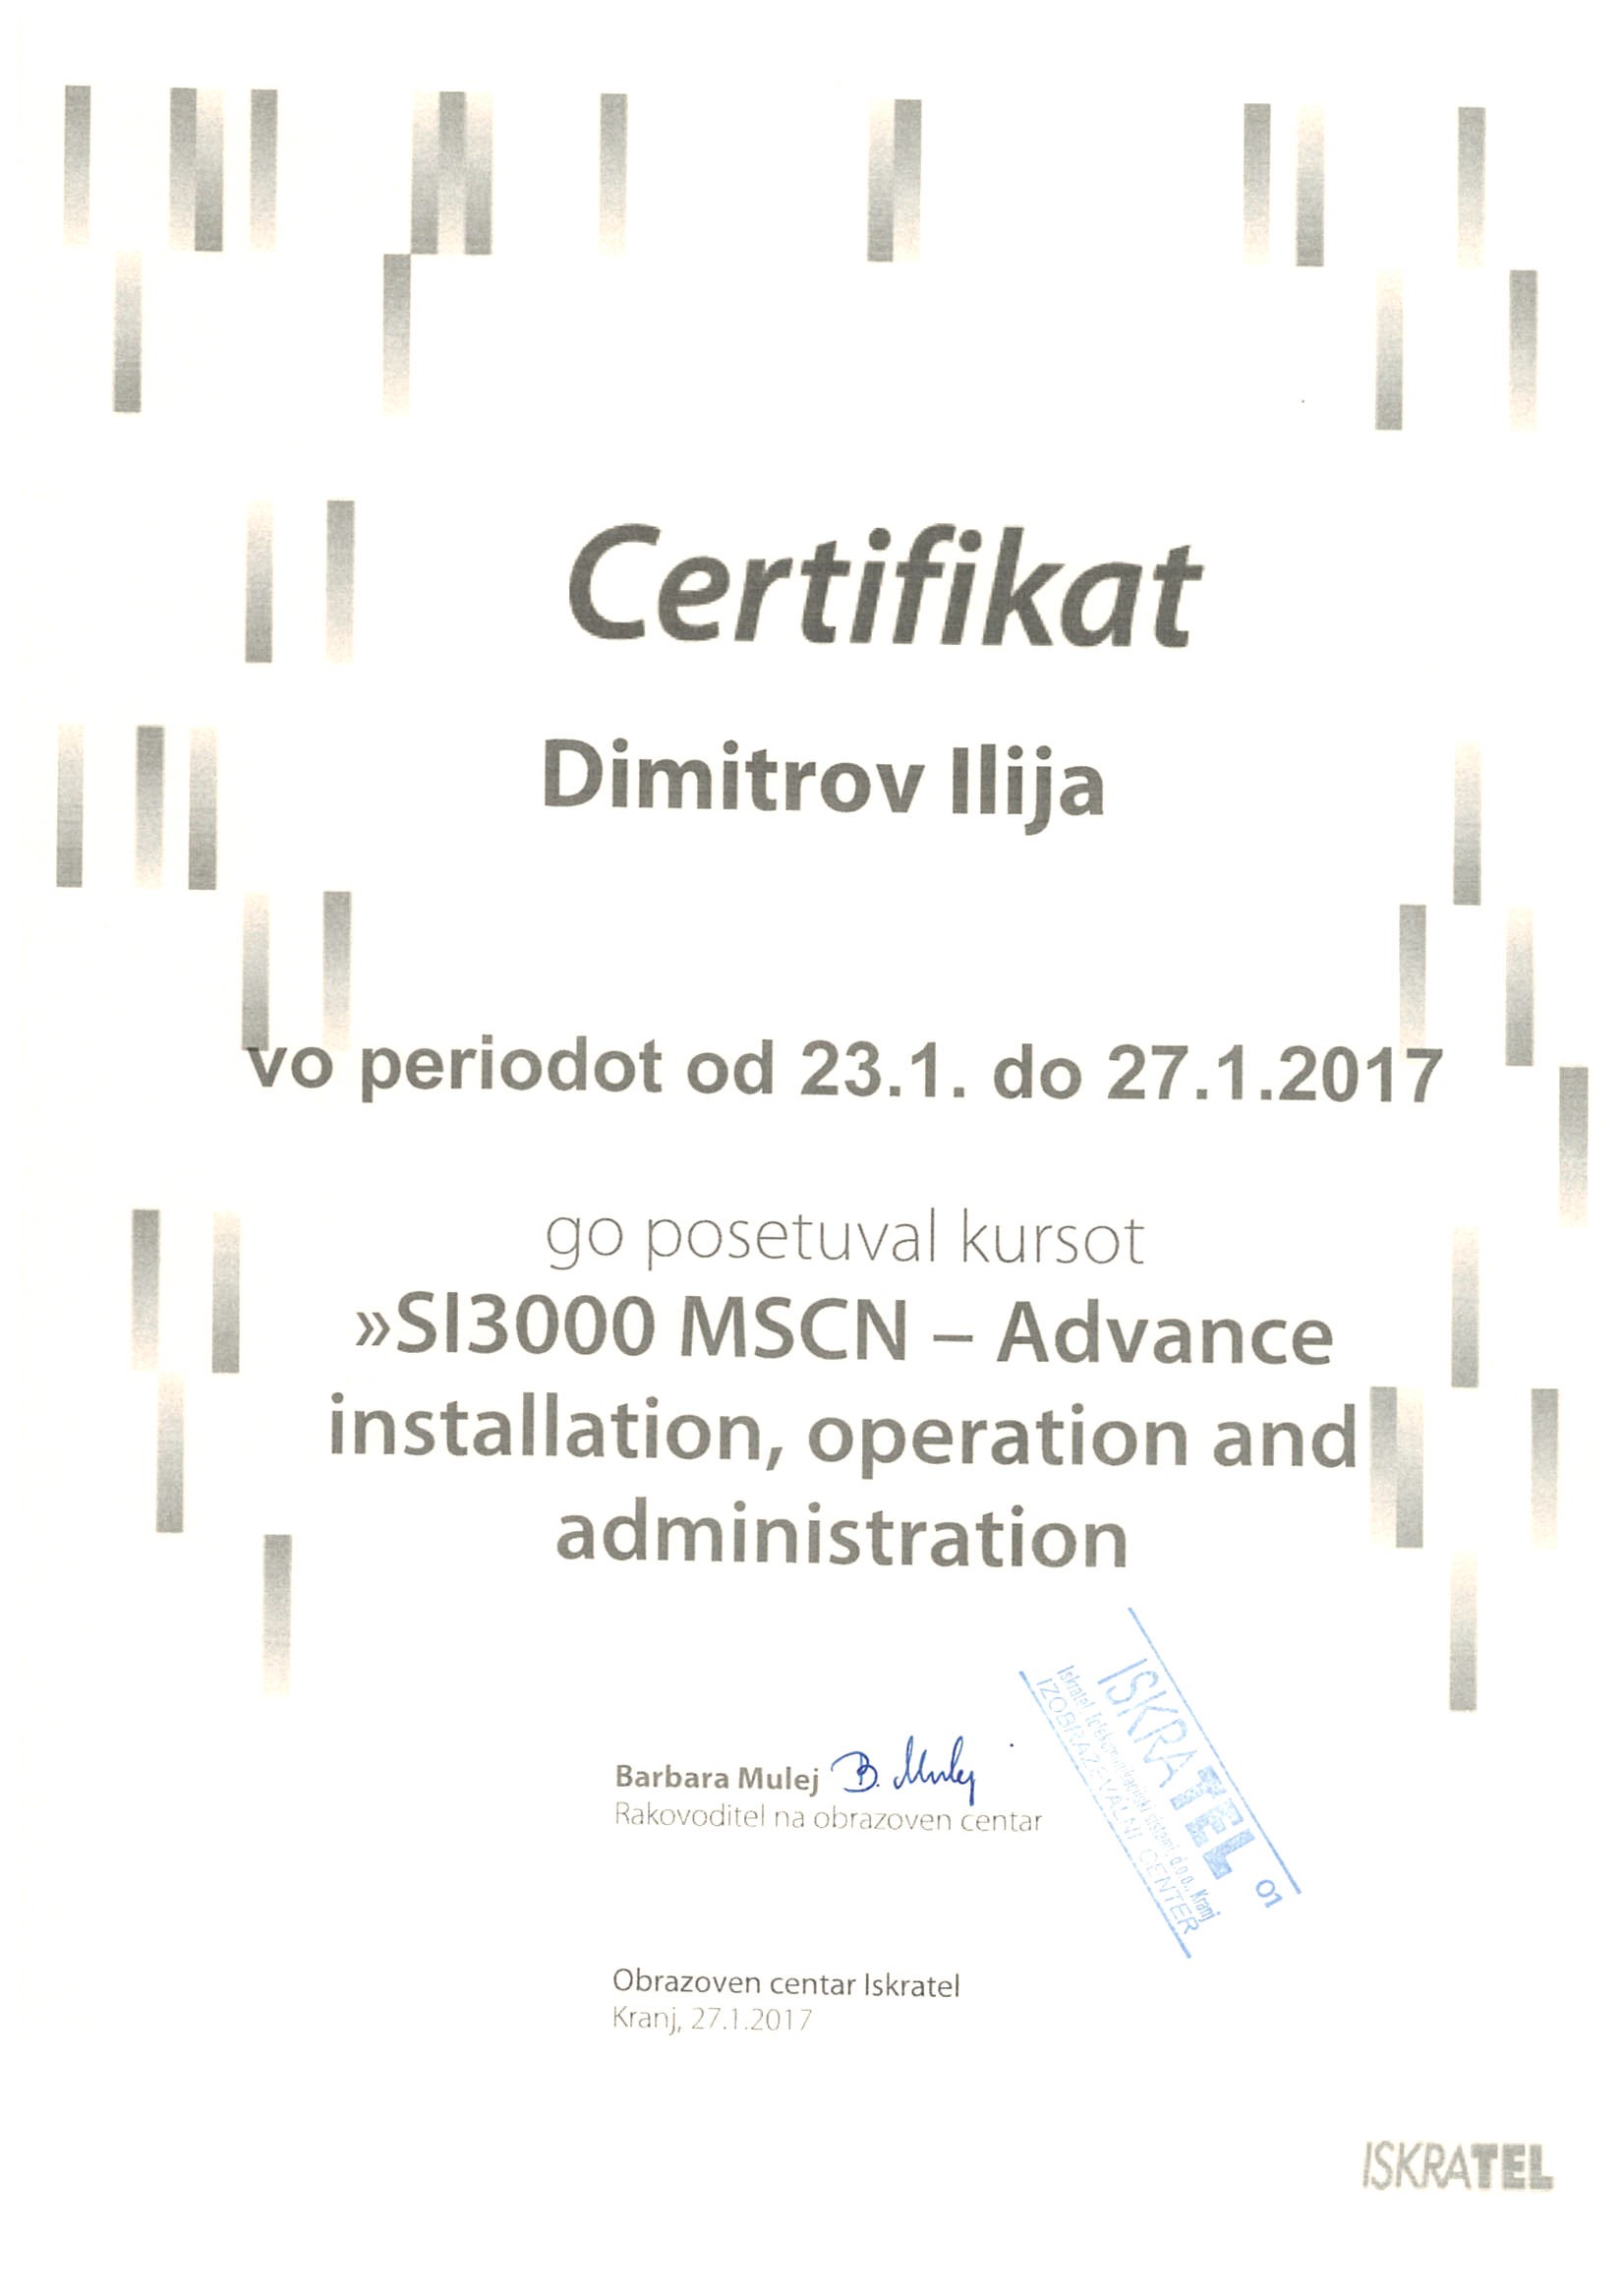 Certifikat
Dimitrov Ilija
vo periodot od 23.1. do 27.1.2017
go posetuval kursot
»SI3000 MSCN – Advance
installation, operation and
administration
Barbara Mulej B. Mulej
Rakovoditel na obrazoven centar
ISKRATEL
Iskratel telekomunikacijski sistemi, d.o.o., Kranj
IZOBRAŽEVALNI CENTER
01
Obrazoven centar Iskratel
Kranj, 27.1.2017
ISKRATEL